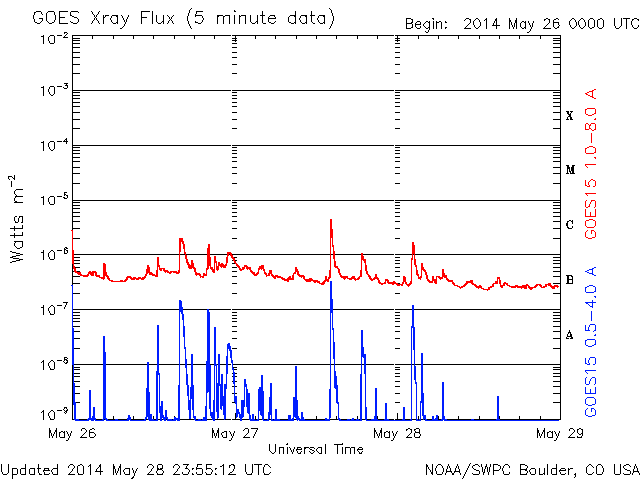 GOES Xray Flux (5 minute data)
Begin: 2014 May 26 0000 UTC
10⁻²
10⁻³
10⁻⁴
10⁻⁵
10⁻⁶
10⁻⁷
10⁻⁸
10⁻⁹
Watts m⁻²
X
M
C
B
A
GOES15 1.0-8.0 A
GOES15 0.5-4.0 A
May 26
May 27
May 28
May 29
Universal Time
Updated 2014 May 28 23:55:12 UTC
NOAA/SWPC Boulder, CO USA